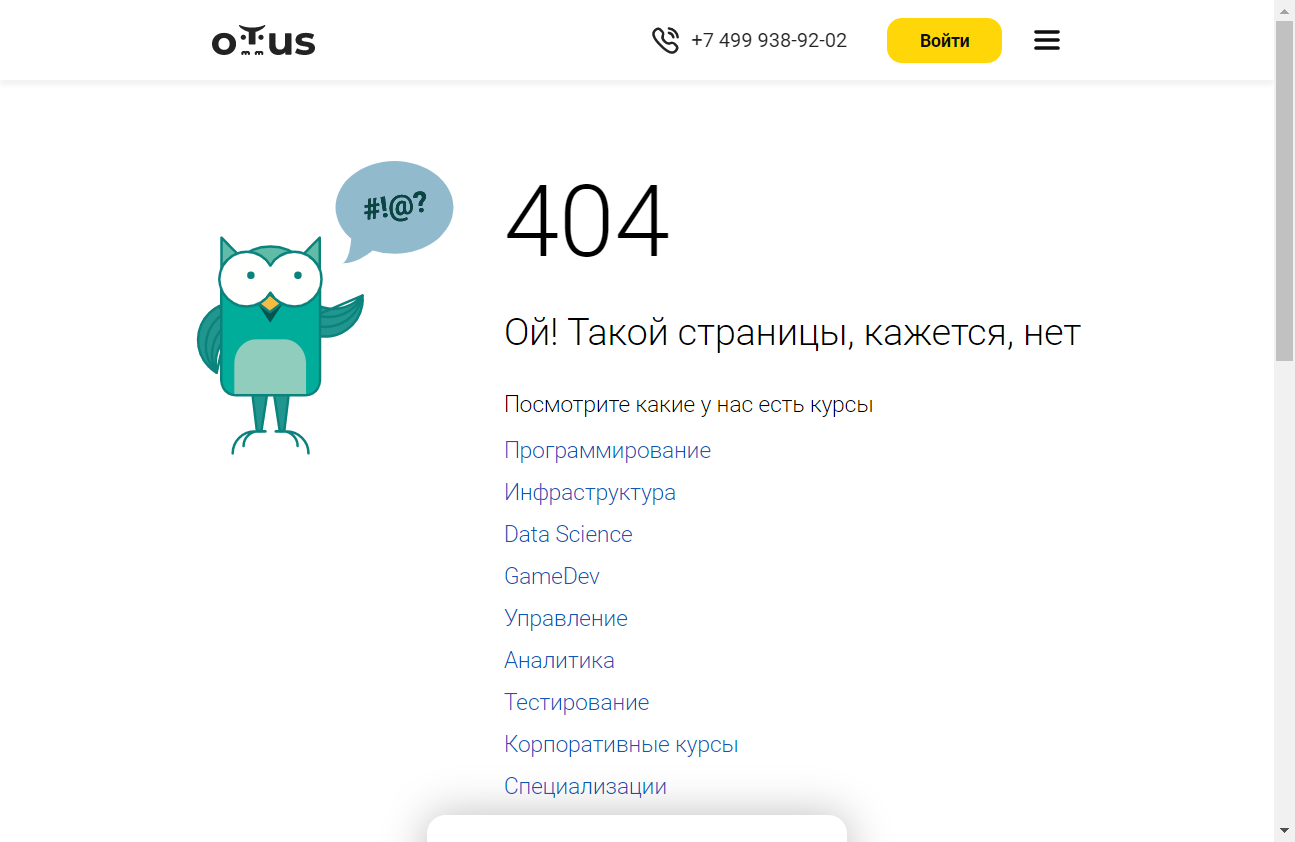 отus
+7 499 938-92-02
Войти
#!@?
404
Ой! Такой страницы, кажется, нет
Посмотрите какие у нас есть курсы
Программирование
Инфраструктура
Data Science
GameDev
Управление
Аналитика
Тестирование
Корпоративные курсы
Специализации